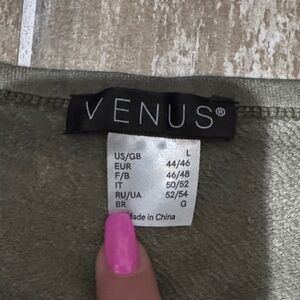 VENUS®
US/GB L
EUR 44/46
F/B 46/48
IT 50/52
RU/UA 52/54
BR G
Made in China